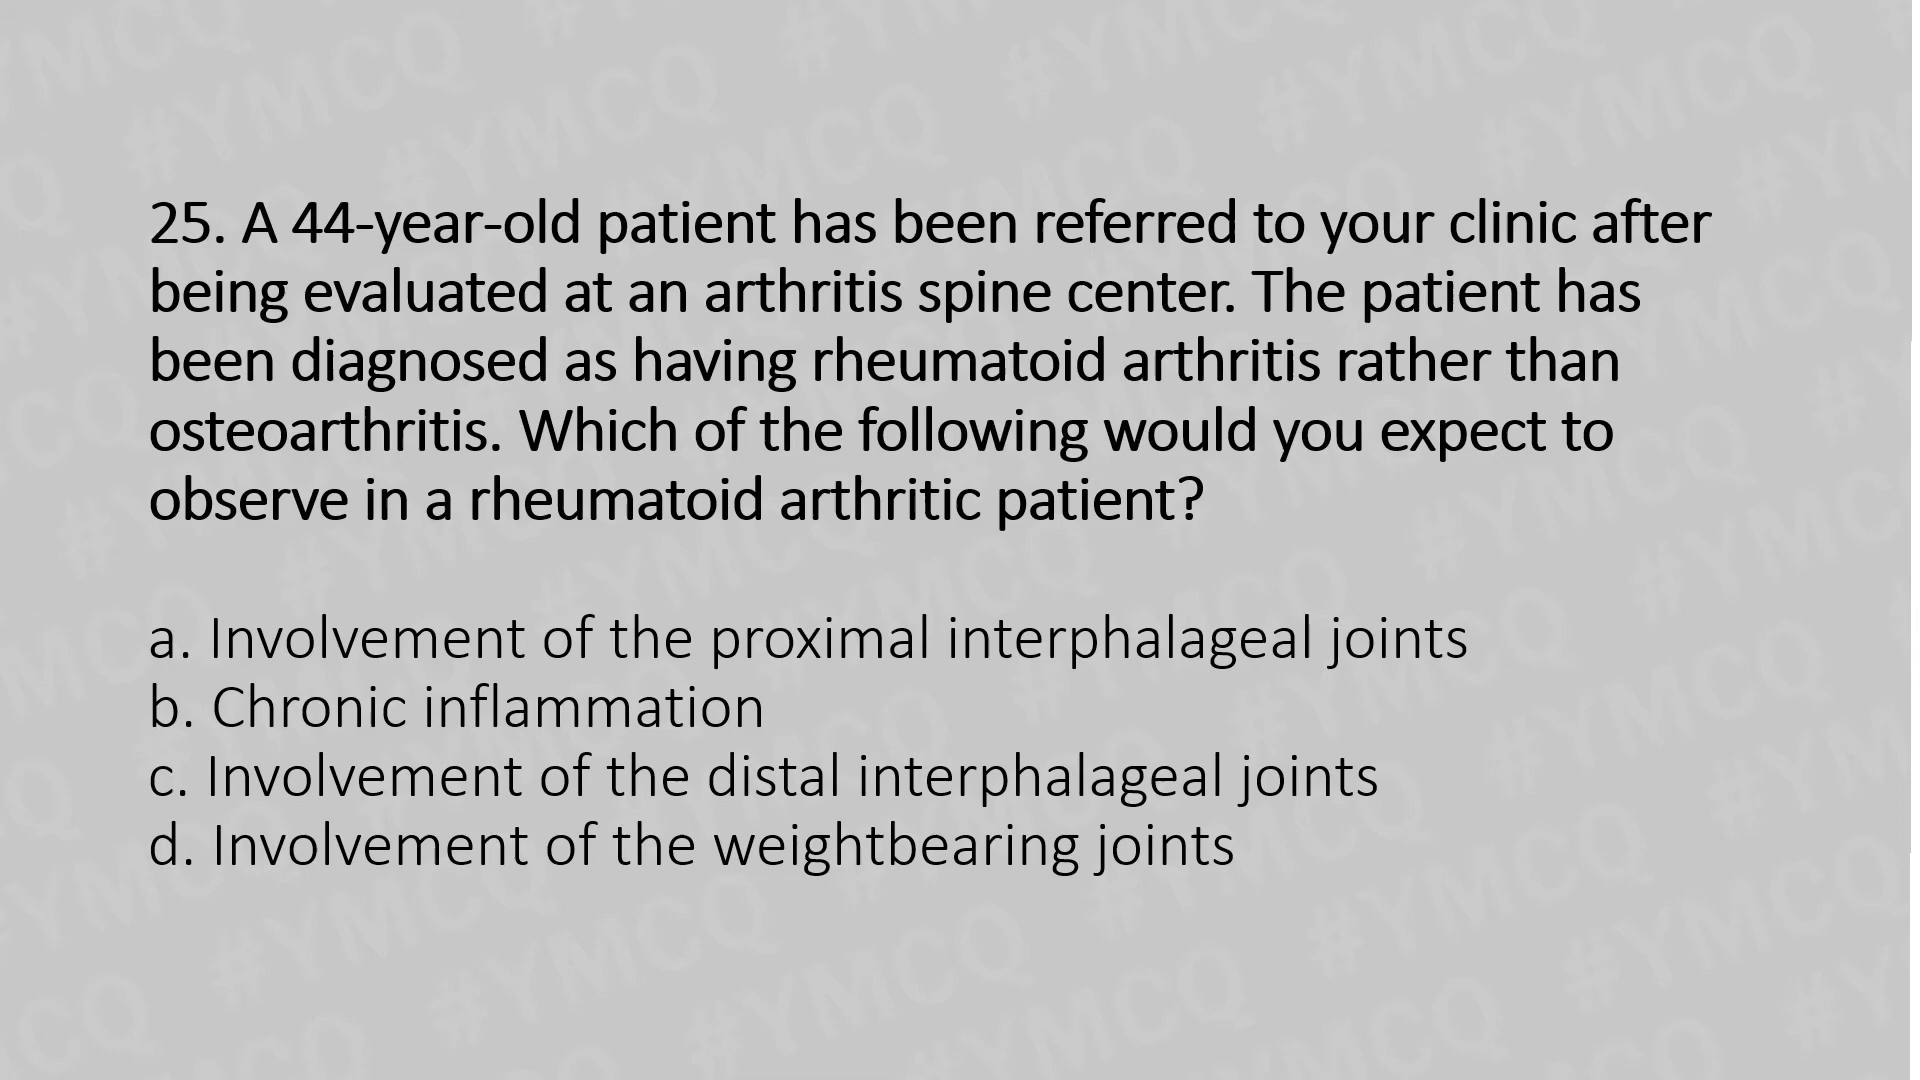 25. A 44-year-old patient has been referred to your clinic after
being evaluated at an arthritis spine center. The patient has
been diagnosed as having rheumatoid arthritis rather than
osteoarthritis. Which of the following would you expect to
observe in a rheumatoid arthritic patient?
a. Involvement of the proximal interphalageal joints
b. Chronic inflammation
c. Involvement of the distal interphalageal joints
d. Involvement of the weightbearing joints
#YMCQ